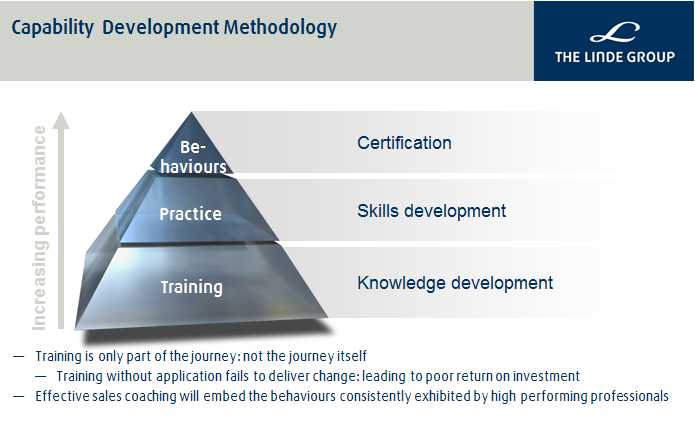 Capability Development Methodology
THE LINDE GROUP
Increasing performance
Be-
haviours
Certification
Practice
Skills development
Training
Knowledge development
— Training is only part of the journey: not the journey itself
— Training without application fails to deliver change: leading to poor return on investment
— Effective sales coaching will embed the behaviours consistently exhibited by high performing professionals